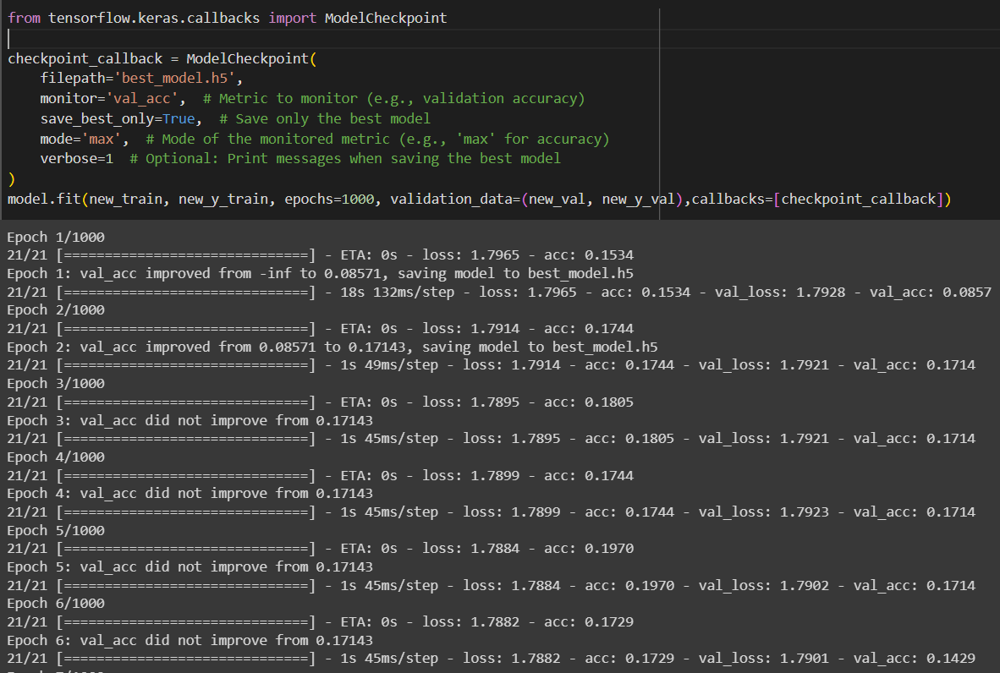 from tensorflow.keras.callbacks import ModelCheckpoint
checkpoint_callback = ModelCheckpoint(
    filepath='best_model.h5',
    monitor='val_acc',  # Metric to monitor (e.g., validation accuracy)
    save_best_only=True,  # Save only the best model
    mode='max',  # Mode of the monitored metric (e.g., 'max' for accuracy)
    verbose=1  # Optional: Print messages when saving the best model
)
model.fit(new_train, new_y_train, epochs=1000, validation_data=(new_val, new_y_val),callbacks=[checkpoint_callback])
Epoch 1/1000
21/21 [==============================] - ETA: 0s - loss: 1.7965 - acc: 0.1534
Epoch 1: val_acc improved from -inf to 0.08571, saving model to best_model.h5
21/21 [==============================] - 18s 132ms/step - loss: 1.7965 - acc: 0.1534 - val_loss: 1.7928 - val_acc: 0.0857
Epoch 2/1000
21/21 [==============================] - ETA: 0s - loss: 1.7914 - acc: 0.1744
Epoch 2: val_acc improved from 0.08571 to 0.17143, saving model to best_model.h5
21/21 [==============================] - 1s 49ms/step - loss: 1.7914 - acc: 0.1744 - val_loss: 1.7921 - val_acc: 0.1714
Epoch 3/1000
21/21 [==============================] - ETA: 0s - loss: 1.7895 - acc: 0.1805
Epoch 3: val_acc did not improve from 0.17143
21/21 [==============================] - 1s 45ms/step - loss: 1.7895 - acc: 0.1805 - val_loss: 1.7921 - val_acc: 0.1714
Epoch 4/1000
21/21 [==============================] - ETA: 0s - loss: 1.7899 - acc: 0.1744
Epoch 4: val_acc did not improve from 0.17143
21/21 [==============================] - 1s 45ms/step - loss: 1.7899 - acc: 0.1744 - val_loss: 1.7923 - val_acc: 0.1714
Epoch 5/1000
21/21 [==============================] - ETA: 0s - loss: 1.7884 - acc: 0.1970
Epoch 5: val_acc did not improve from 0.17143
21/21 [==============================] - 1s 45ms/step - loss: 1.7884 - acc: 0.1970 - val_loss: 1.7902 - val_acc: 0.1714
Epoch 6/1000
21/21 [==============================] - ETA: 0s - loss: 1.7882 - acc: 0.1729
Epoch 6: val_acc did not improve from 0.17143
21/21 [==============================] - 1s 45ms/step - loss: 1.7882 - acc: 0.1729 - val_loss: 1.7901 - val_acc: 0.1429